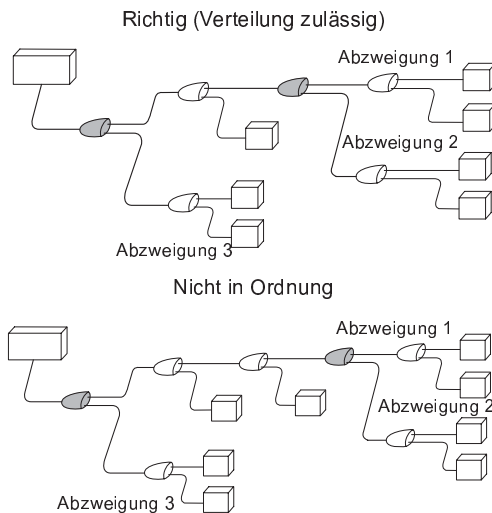 Richtig (Verteilung zulässig)
Abzweigung 1
Abzweigung 2
Abzweigung 3
Nicht in Ordnung
Abzweigung 1
Abzweigung 2
Abzweigung 3